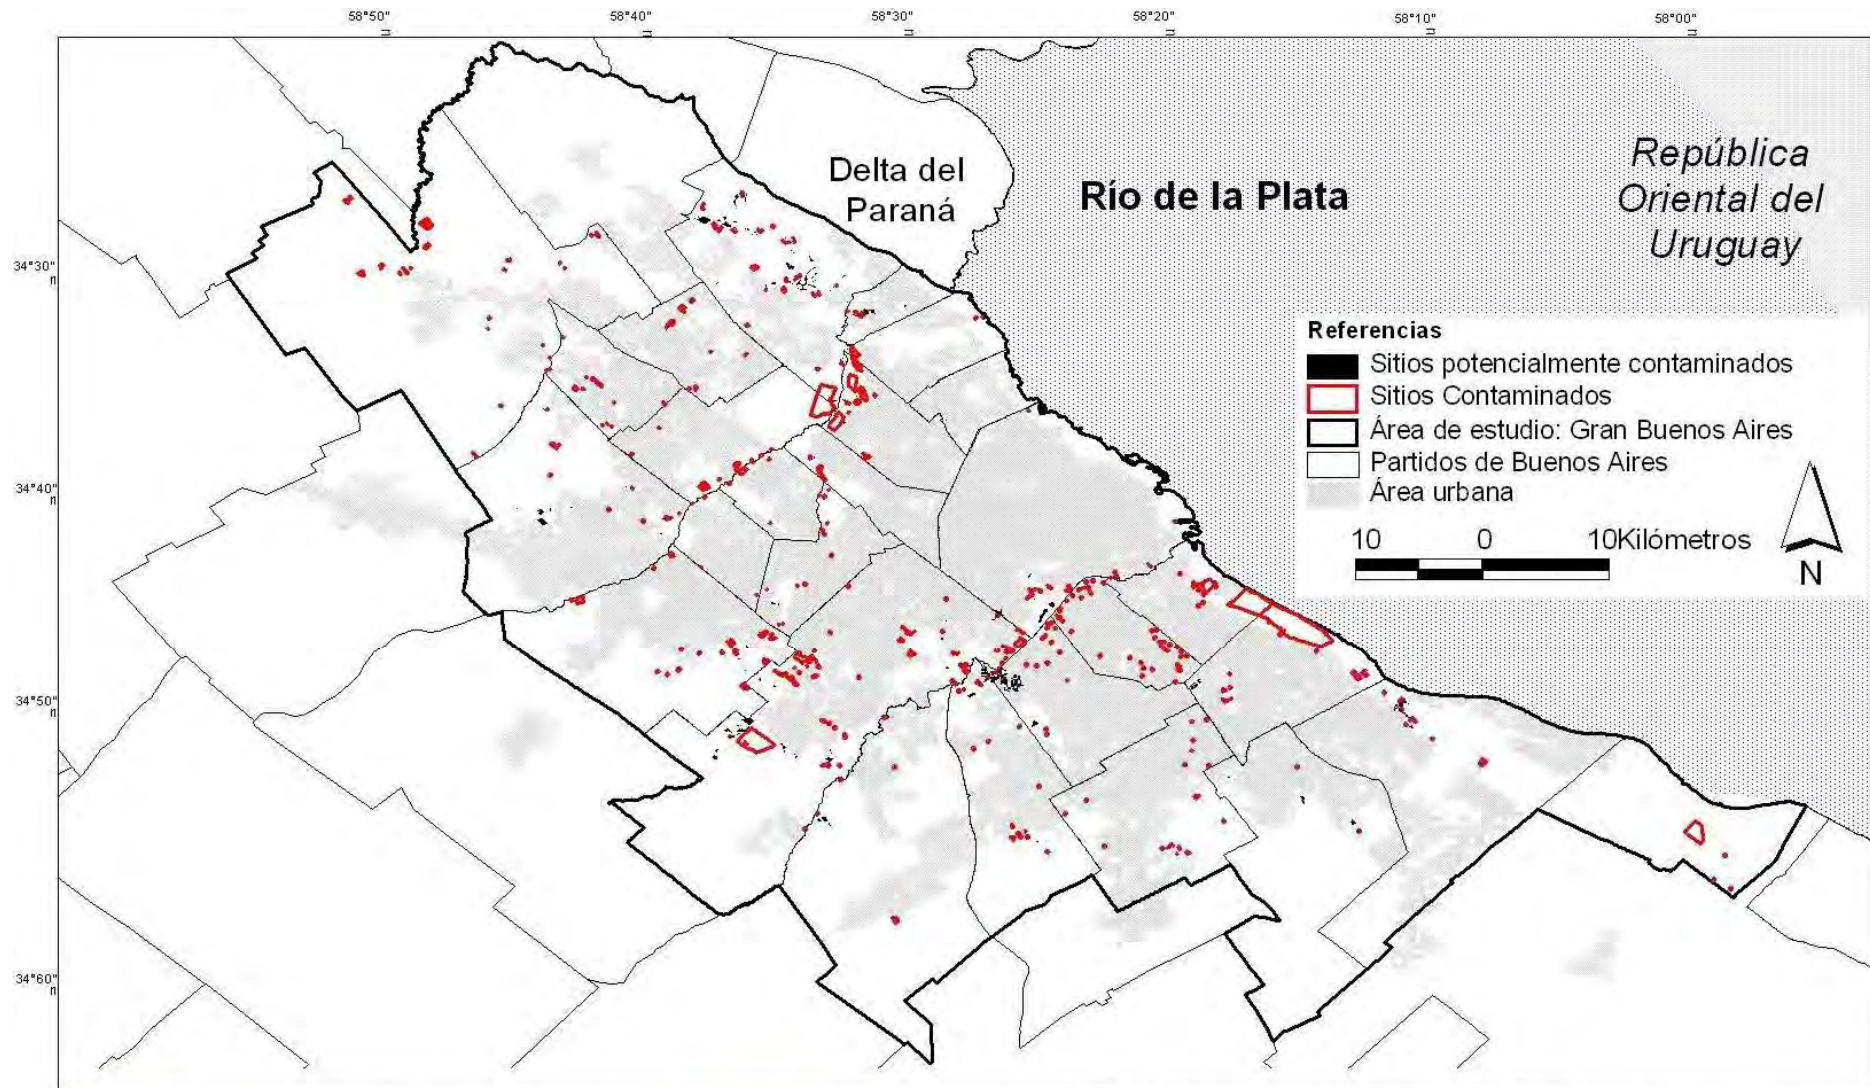 58°50"
58°40"
58°30"
58°20"
58°10"
58°00"
Delta del
Paraná
Río de la Plata
República
Oriental del
Uruguay
34°30"
34°40"
34°50"
34°60"
Referencias
Sitios potencialmente contaminados
Sitios Contaminados
Área de estudio: Gran Buenos Aires
Partidos de Buenos Aires
Área urbana
10 0 10Kilómetros
N